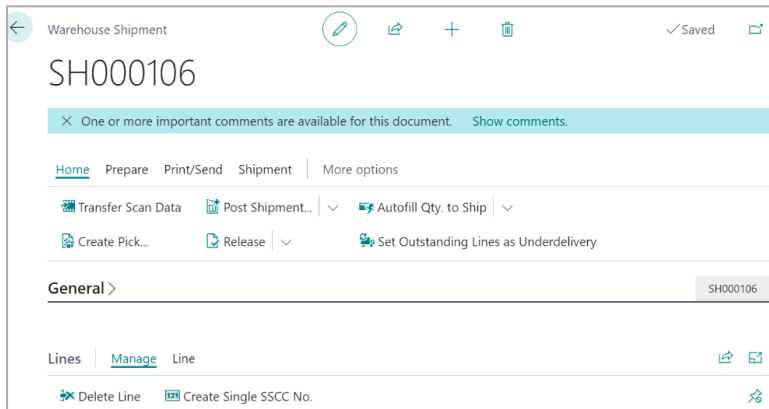 Warehouse Shipment
Saved
SH000106
One or more important comments are available for this document. Show comments.
Home Prepare Print/Send Shipment More options
Transfer Scan Data Post Shipment... Autofill Qty. to Ship
Create Pick... Release Set Outstanding Lines as Underdelivery
General SH000106
Lines Manage Line
Delete Line Create Single SSCC No.